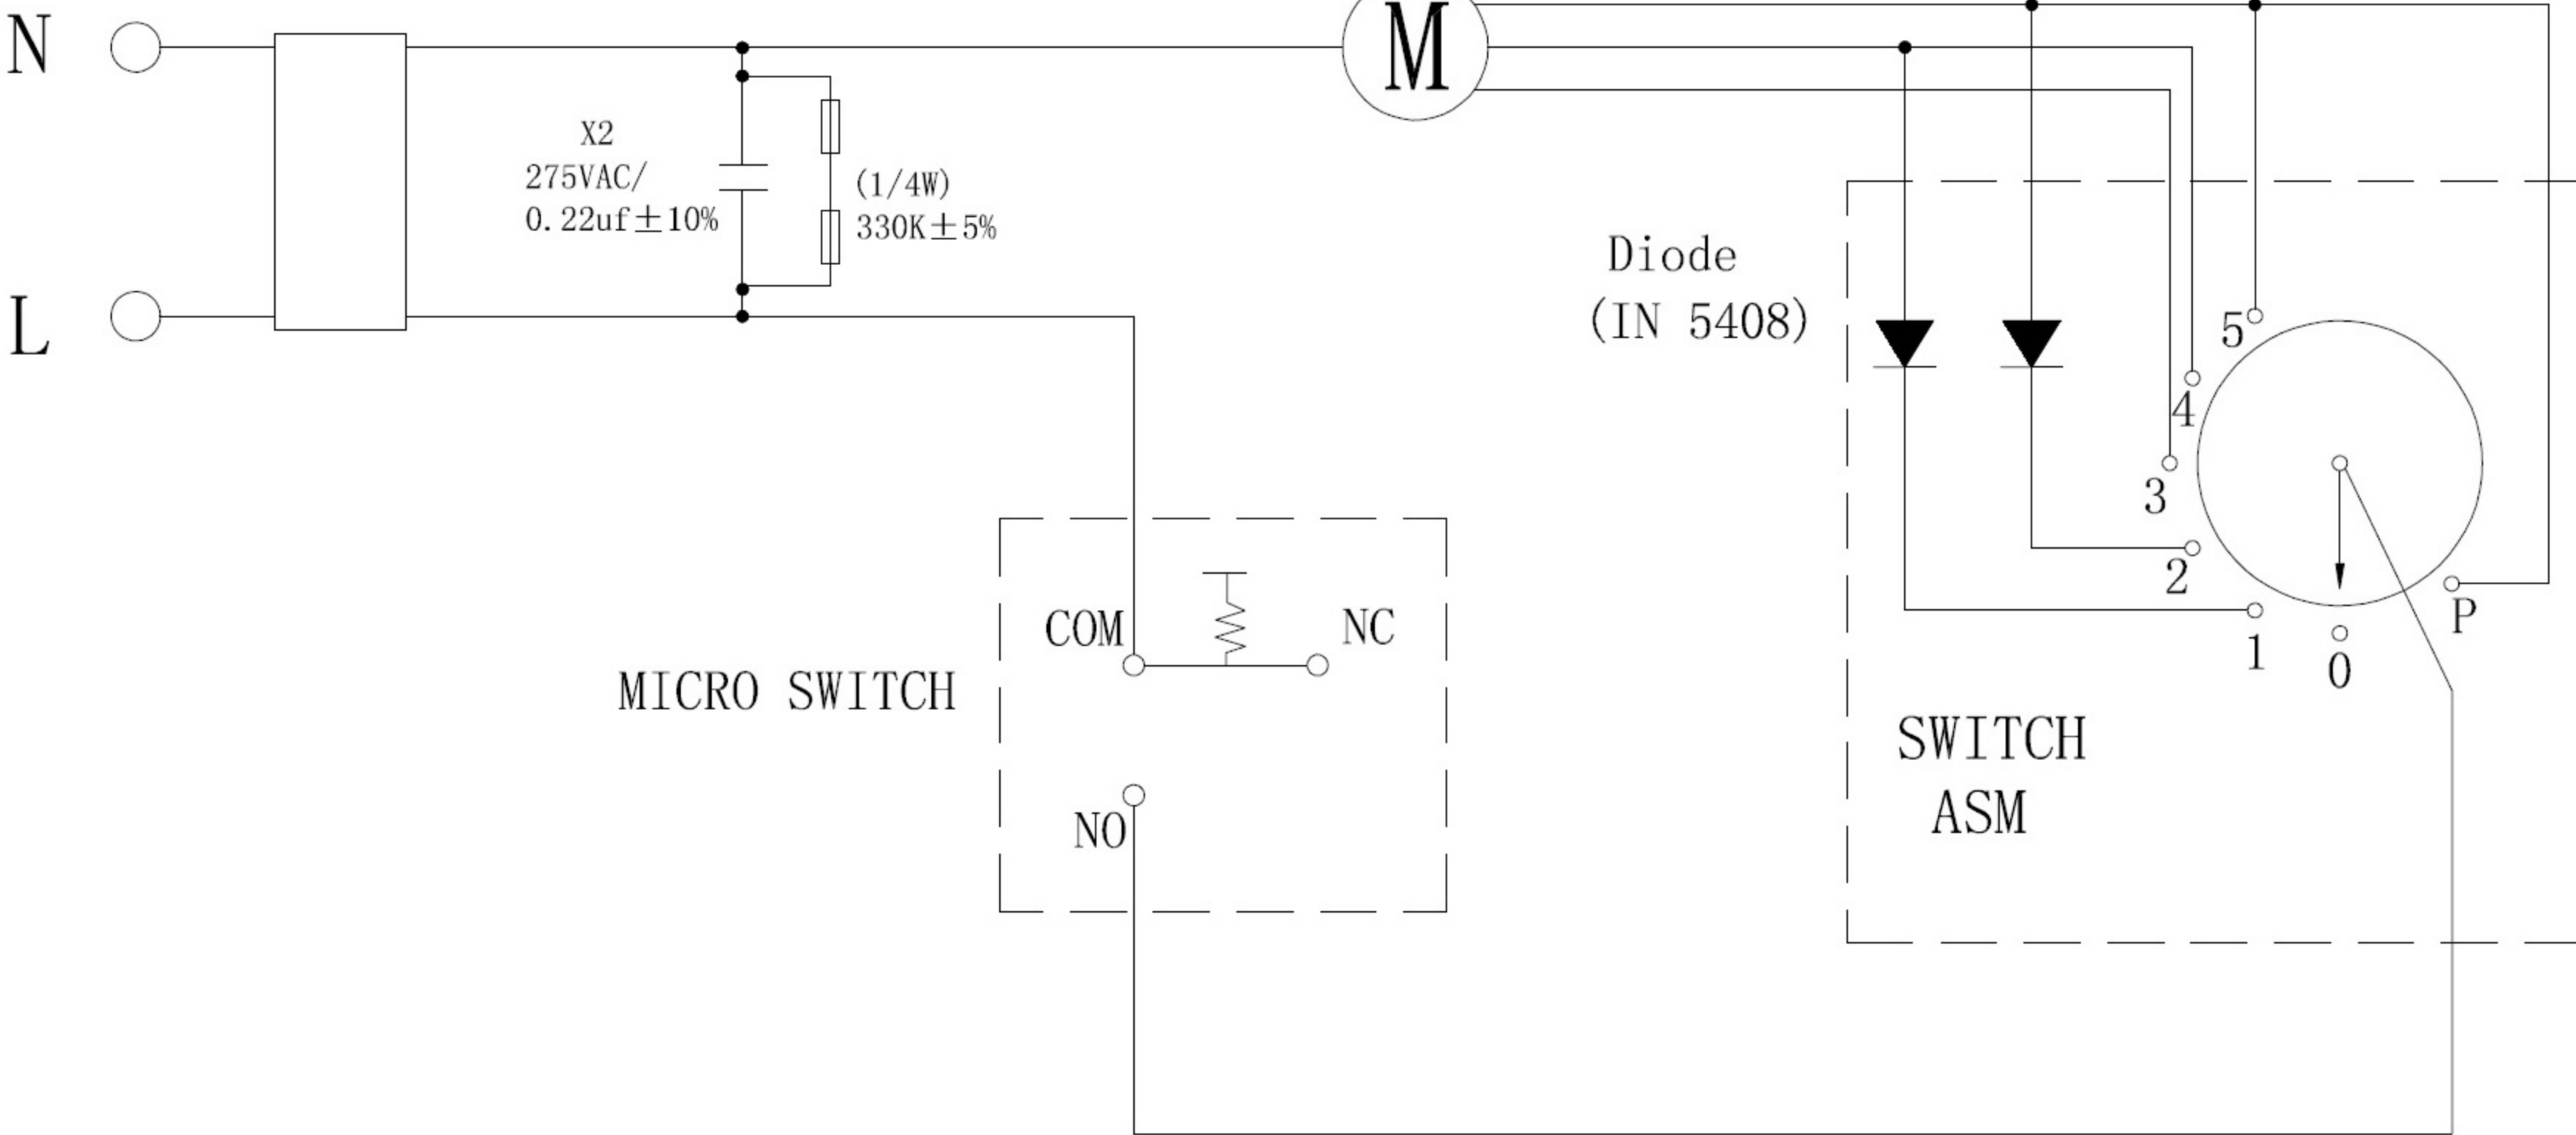 N
M
X2
275VAC/
0.22uf±10%
(1/4W)
330K±5%
Diode
(IN 5408)
L
5
4
3
2
1
0
P
COM
NC
MICRO SWITCH
NO
SWITCH
ASM